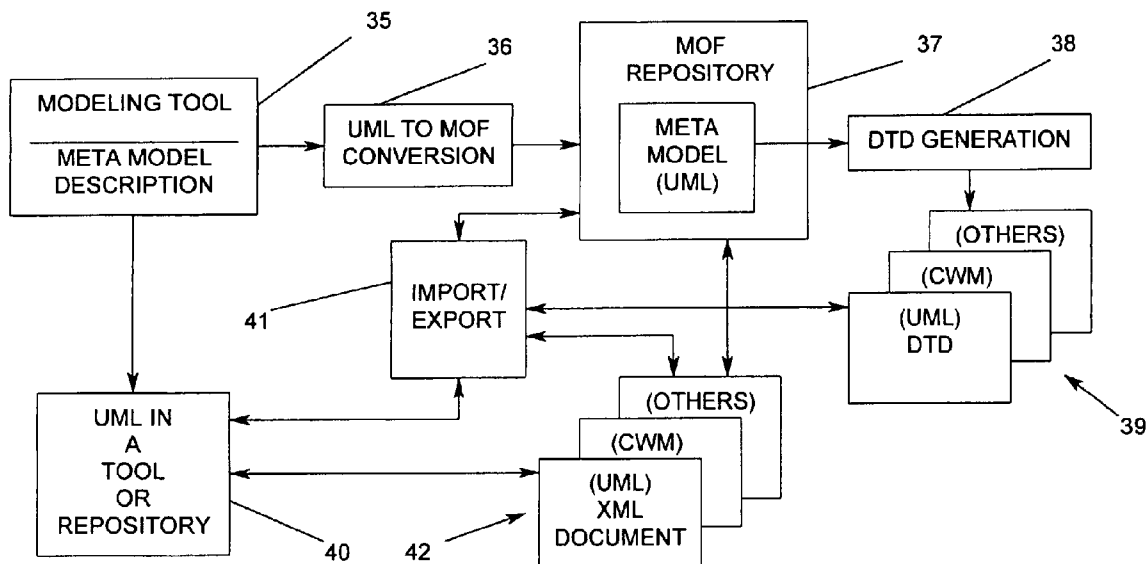 35
36
MOF
REPOSITORY
37
38
MODELING TOOL
META MODEL
DESCRIPTION
UML TO MOF
CONVERSION
META
MODEL
(UML)
DTD GENERATION
(OTHERS)
(CWM)
(UML)
DTD
39
41
IMPORT/
EXPORT
UML IN
A
TOOL
OR
REPOSITORY
40
42
(OTHERS)
(CWM)
(UML)
XML
DOCUMENT